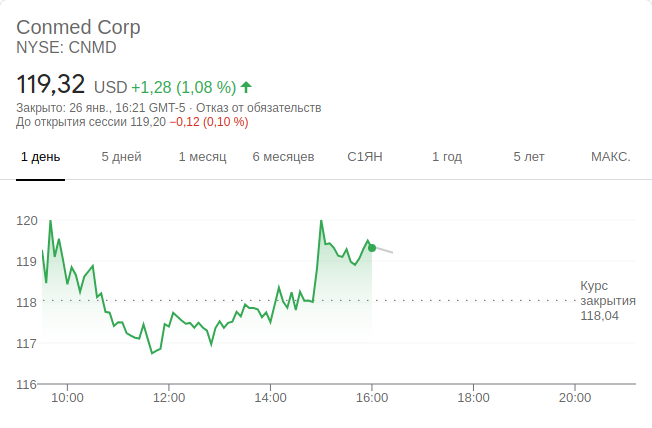 Conmed Corp
NYSE: CNMD
119,32 USD +1,28 (1,08 %)
Закрыто: 26 янв., 16:21 GMT-5 · Отказ от обязательств
До открытия сессии 119,20 −0,12 (0,10 %)
1 день 5 дней 1 месяц 6 месяцев С1ЯН 1 год 5 лет МАКС.
120
119
118
117
116
Курс
закрытия
118,04
10:00 12:00 14:00 16:00 18:00 20:00